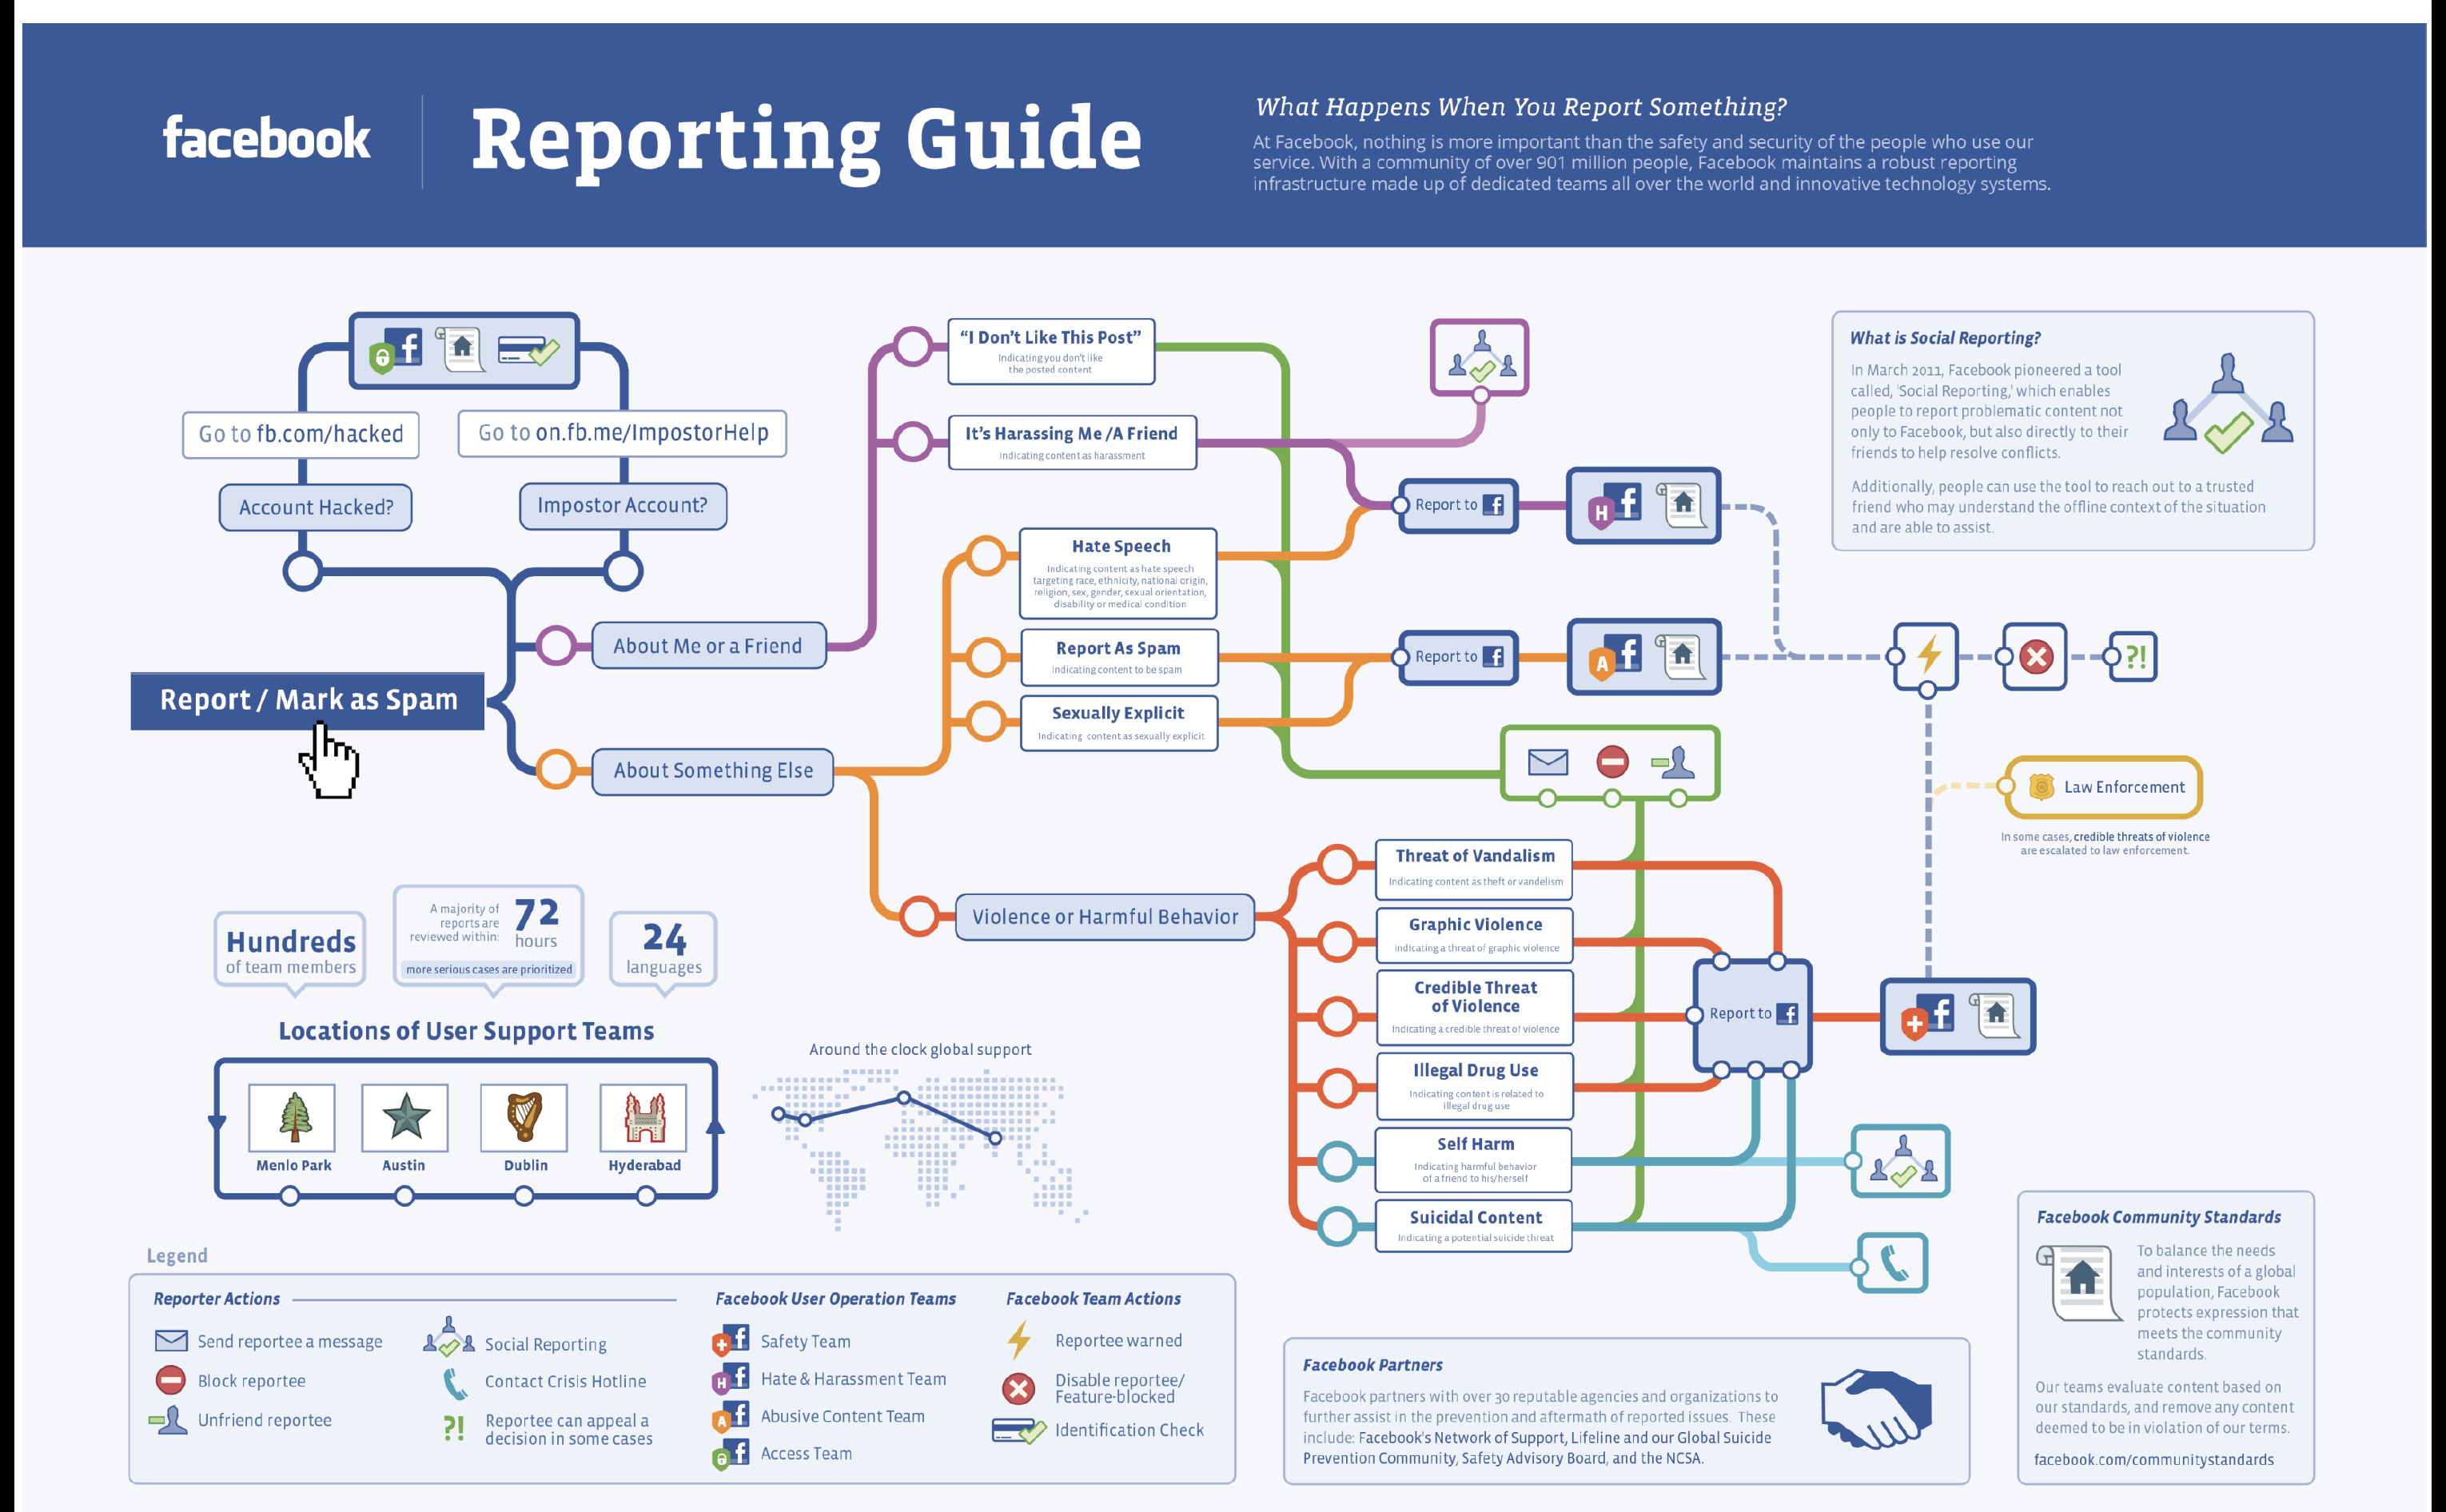 facebook
Reporting Guide
What Happens When You Report Something?
At Facebook, nothing is more important than the safety and security of the people who use our
service. With a community of over 901 million people, Facebook maintains a robust reporting
infrastructure made up of dedicated teams all over the world and innovative technology systems.
Go to fb.com/hacked
Go to on.fb.me/ImpostorHelp
Account Hacked?
Impostor Account?
About Me or a Friend
Report / Mark as Spam
About Something Else
"I Don't Like This Post"
Indicating you don't like
the posted content
It's Harassing Me /A Friend
Indicating content as harassment
Hate Speech
Indicating content as hate speech
targeting race, ethnicity, national origin,
religion, sex, gender, sexual orientation,
disability or medical condition
Report As Spam
Indicating content to be spam
Sexually Explicit
Indicating content as sexually explicit
Report to f
H f
Report to f
A f
?!
What is Social Reporting?
In March 2011, Facebook pioneered a tool
called, 'Social Reporting,' which enables
people to report problematic content not
only to Facebook, but also directly to their
friends to help resolve conflicts.
Additionally, people can use the tool to reach out to a trusted
friend who may understand the offline context of the situation
and are able to assist.
Law Enforcement
In some cases, credible threats of violence
are escalated to law enforcement.
Violence or Harmful Behavior
Threat of Vandalism
Indicating content as theft or vandelism
Graphic Violence
Indicating a threat of graphic violence
Credible Threat
of Violence
Indicating a credible threat of violence
Illegal Drug Use
Indicating content is related to
illegal drug use
Self Harm
Indicating harmful behavior
of a friend to his/herself
Suicidal Content
Indicating a potential suicide threat
Report to f
f
Hundreds
of team members
A majority of
reports are
reviewed within:
72
hours
more serious cases are prioritized
24
languages
Locations of User Support Teams
Menlo Park
Austin
Dublin
Hyderabad
Around the clock global support
Legend
Reporter Actions
Send reportee a message
Block reportee
Unfriend reportee
Social Reporting
Contact Crisis Hotline
?! Reportee can appeal a
decision in some cases
Facebook User Operation Teams
f Safety Team
H f Hate & Harassment Team
A f Abusive Content Team
f Access Team
Facebook Team Actions
Reportee warned
Disable reportee/
Feature-blocked
Identification Check
Facebook Partners
Facebook partners with over 30 reputable agencies and organizations to
further assist in the prevention and aftermath of reported issues. These
include: Facebook's Network of Support, Lifeline and our Global Suicide
Prevention Community, Safety Advisory Board, and the NCSA.
Facebook Community Standards
To balance the needs
and interests of a global
population, Facebook
protects expression that
meets the community
standards.
Our teams evaluate content based on
our standards, and remove any content
deemed to be in violation of our terms.
facebook.com/communitystandards